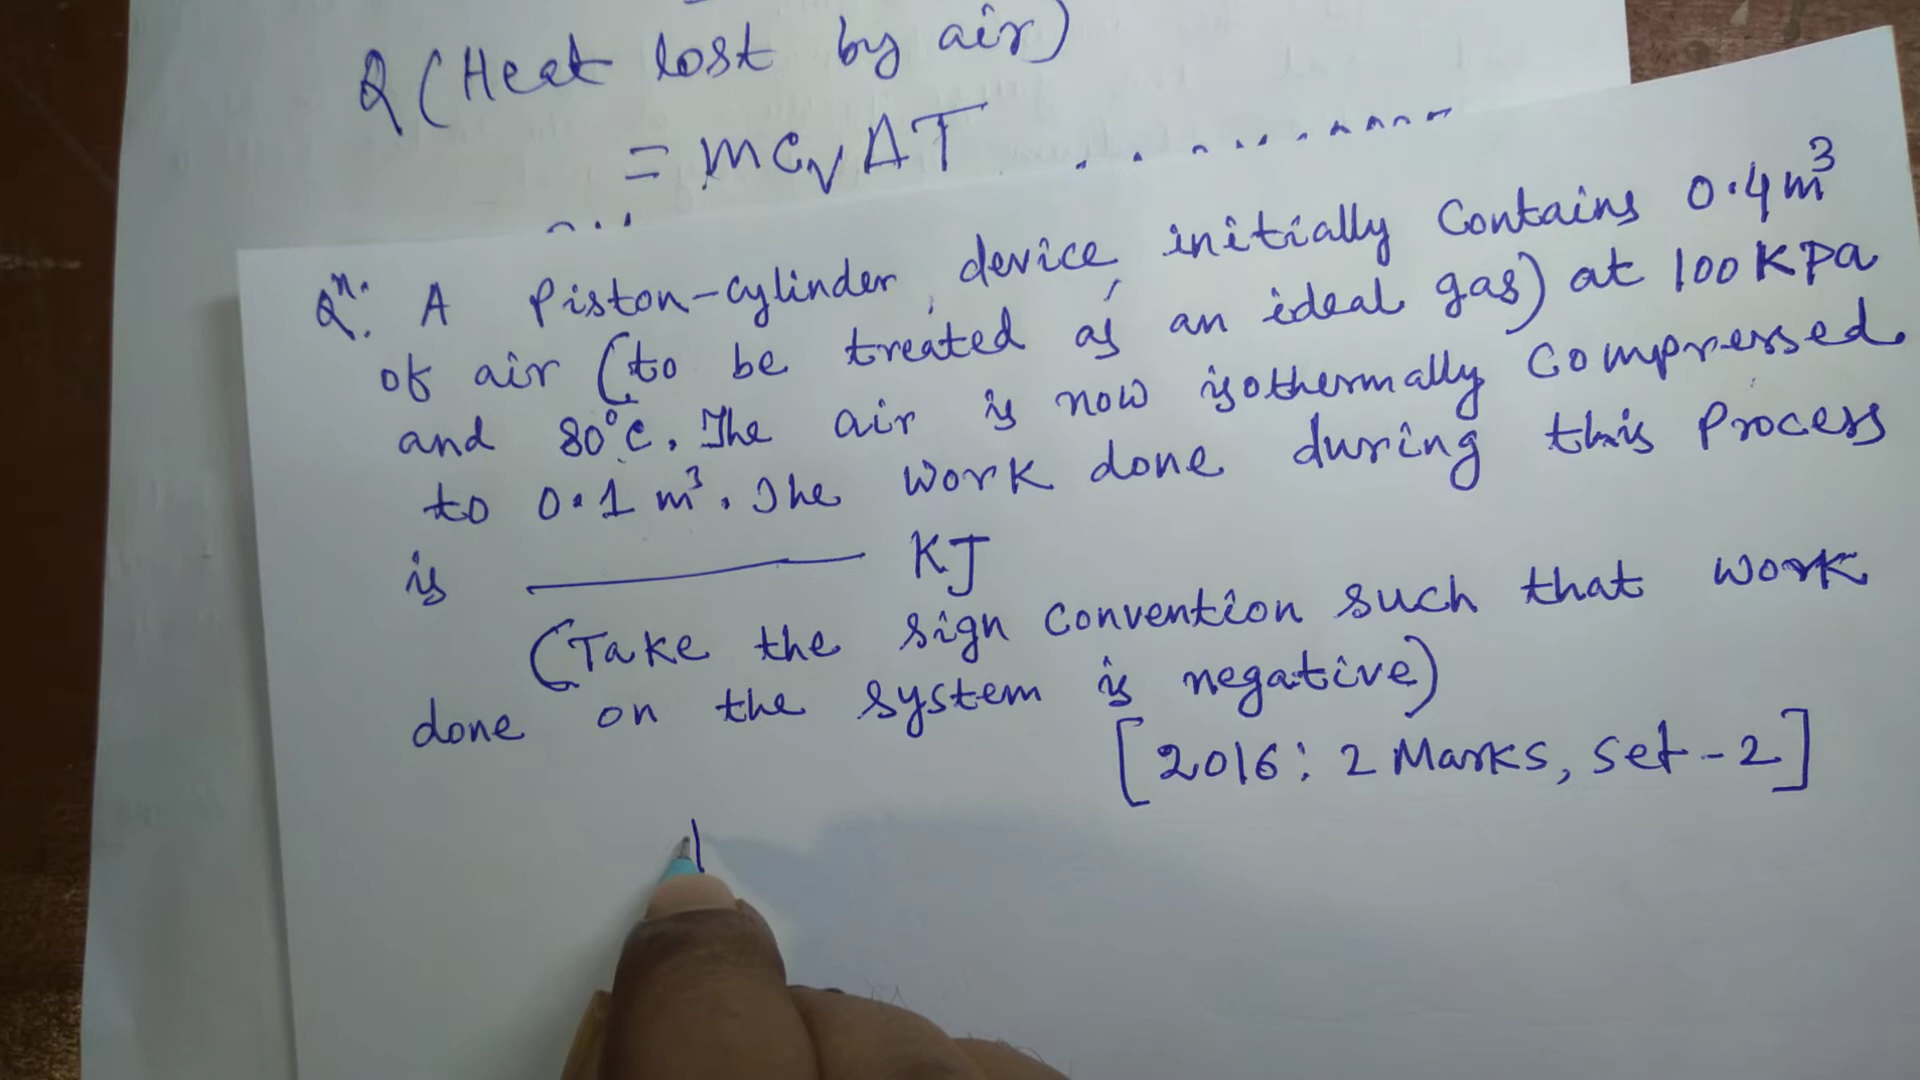 Q (Heat lost by air)
= mcᵥ ΔT ...........
...
Qⁿ: A Piston-cylinder device initially Contains 0.4 m³
of air (to be treated as an ideal gas) at 100 KPa
and 80°C. The air is now isothermally Compressed
to 0.1 m³. The work done during this Process
is ______ KJ
(Take the sign convention such that work
done on the system is negative)
[2016: 2 Marks, set-2]